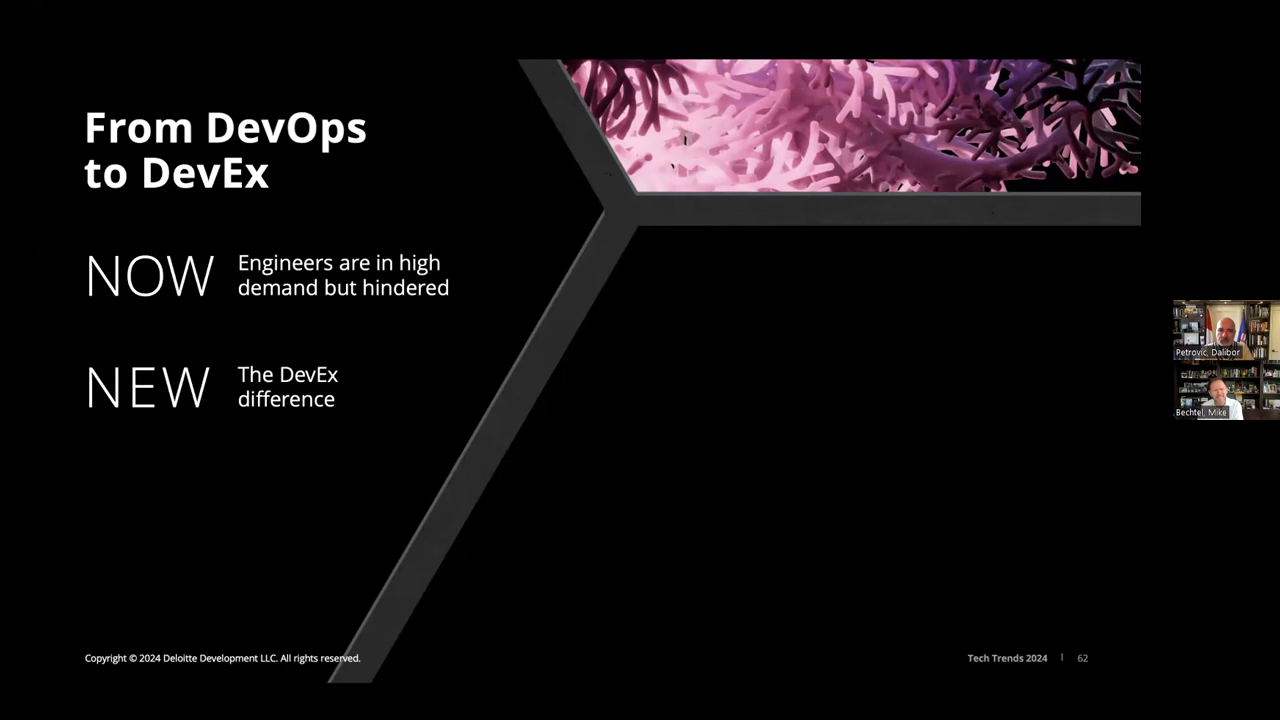 From DevOps
to DevEx
NOW
Engineers are in high
demand but hindered
NEW
The DevEx
difference
Petrovic, Dalibor
Bechtel, Mike
Copyright © 2024 Deloitte Development LLC. All rights reserved.
Tech Trends 2024 | 62